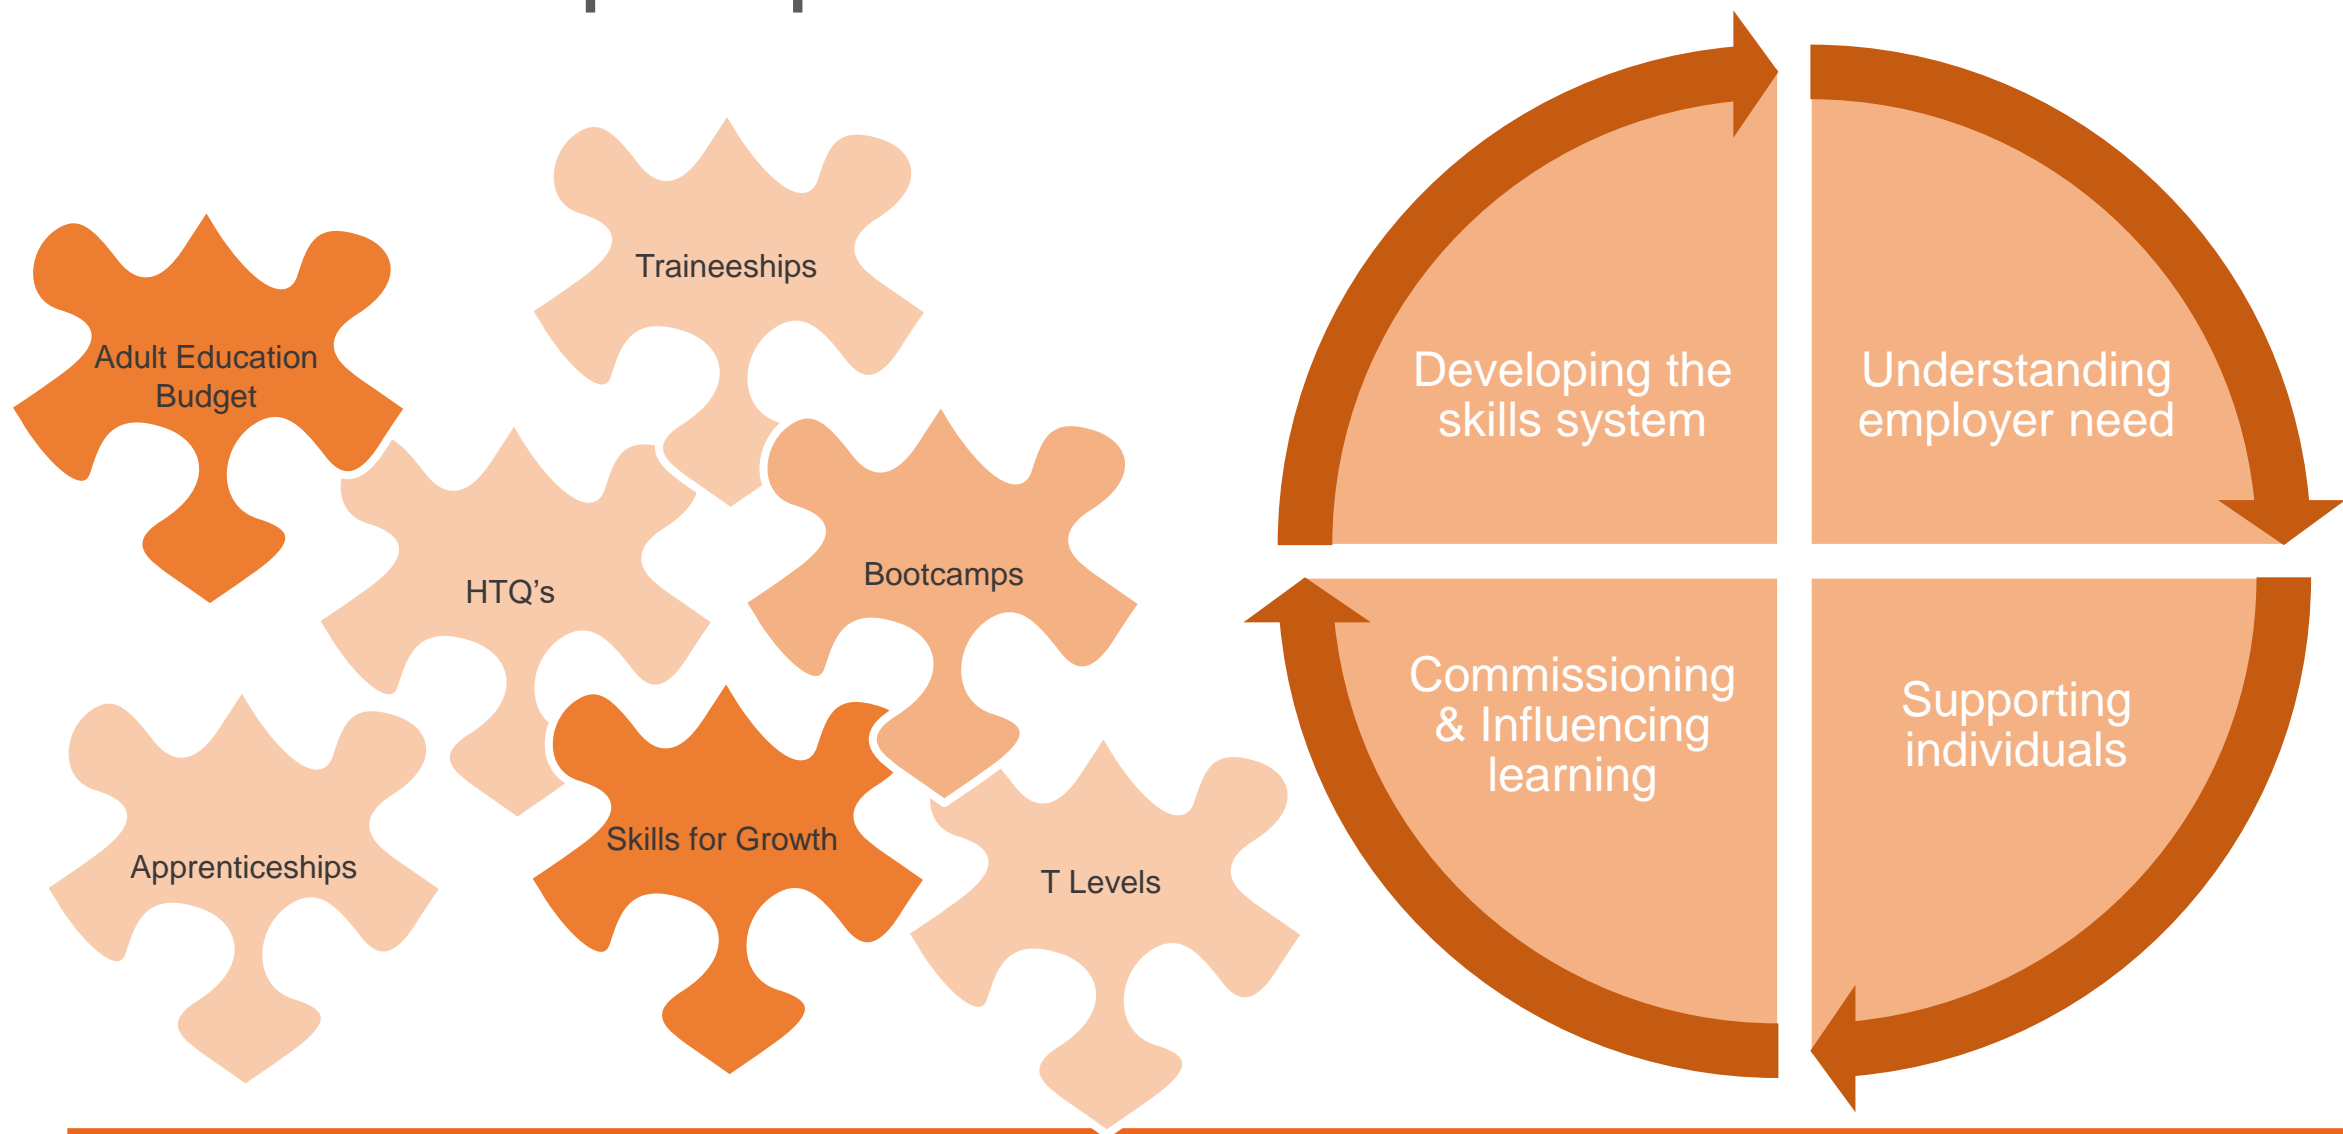 Traineeships
Adult Education
Budget
HTQ’s
Bootcamps
Apprenticeships
Skills for Growth
T Levels
Developing the
skills system
Understanding
employer need
Commissioning
& Influencing
learning
Supporting
individuals